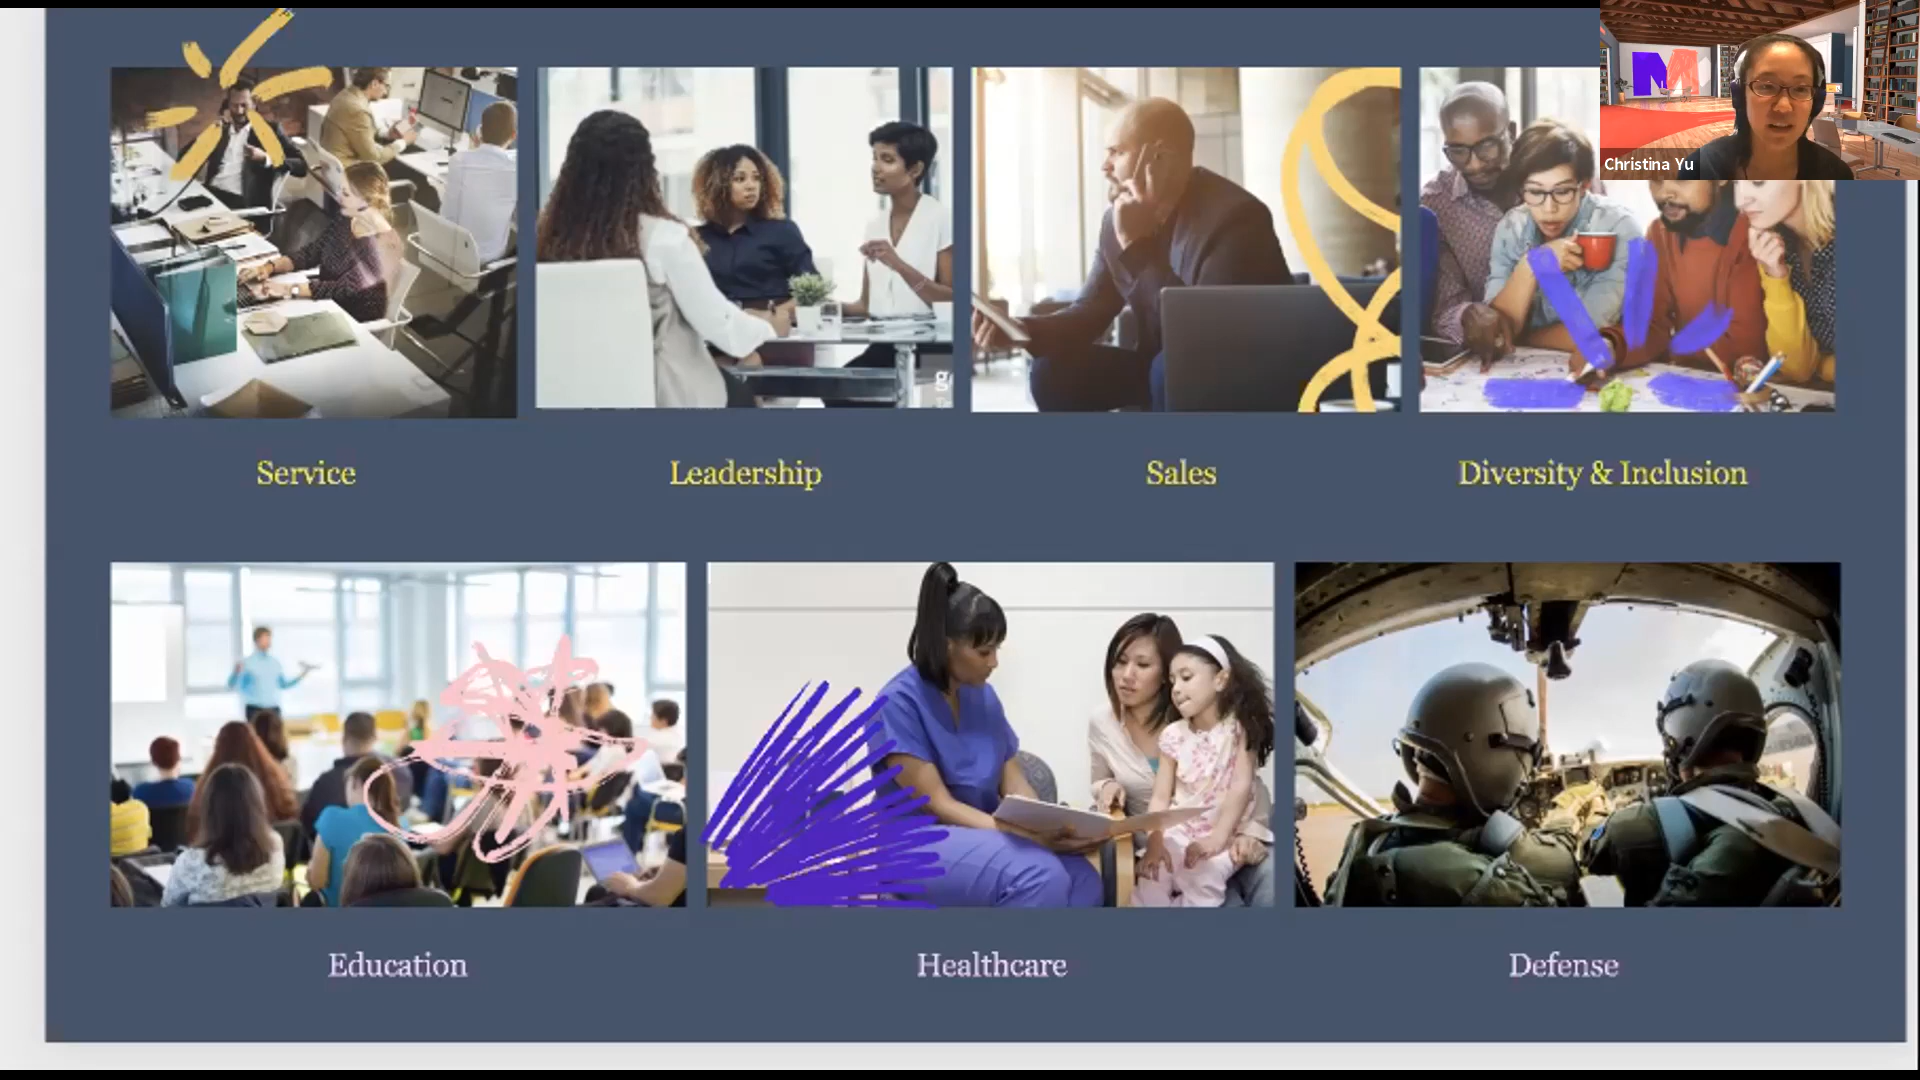 Christina Yu
Service
Leadership
Sales
Diversity & Inclusion
Education
Healthcare
Defense